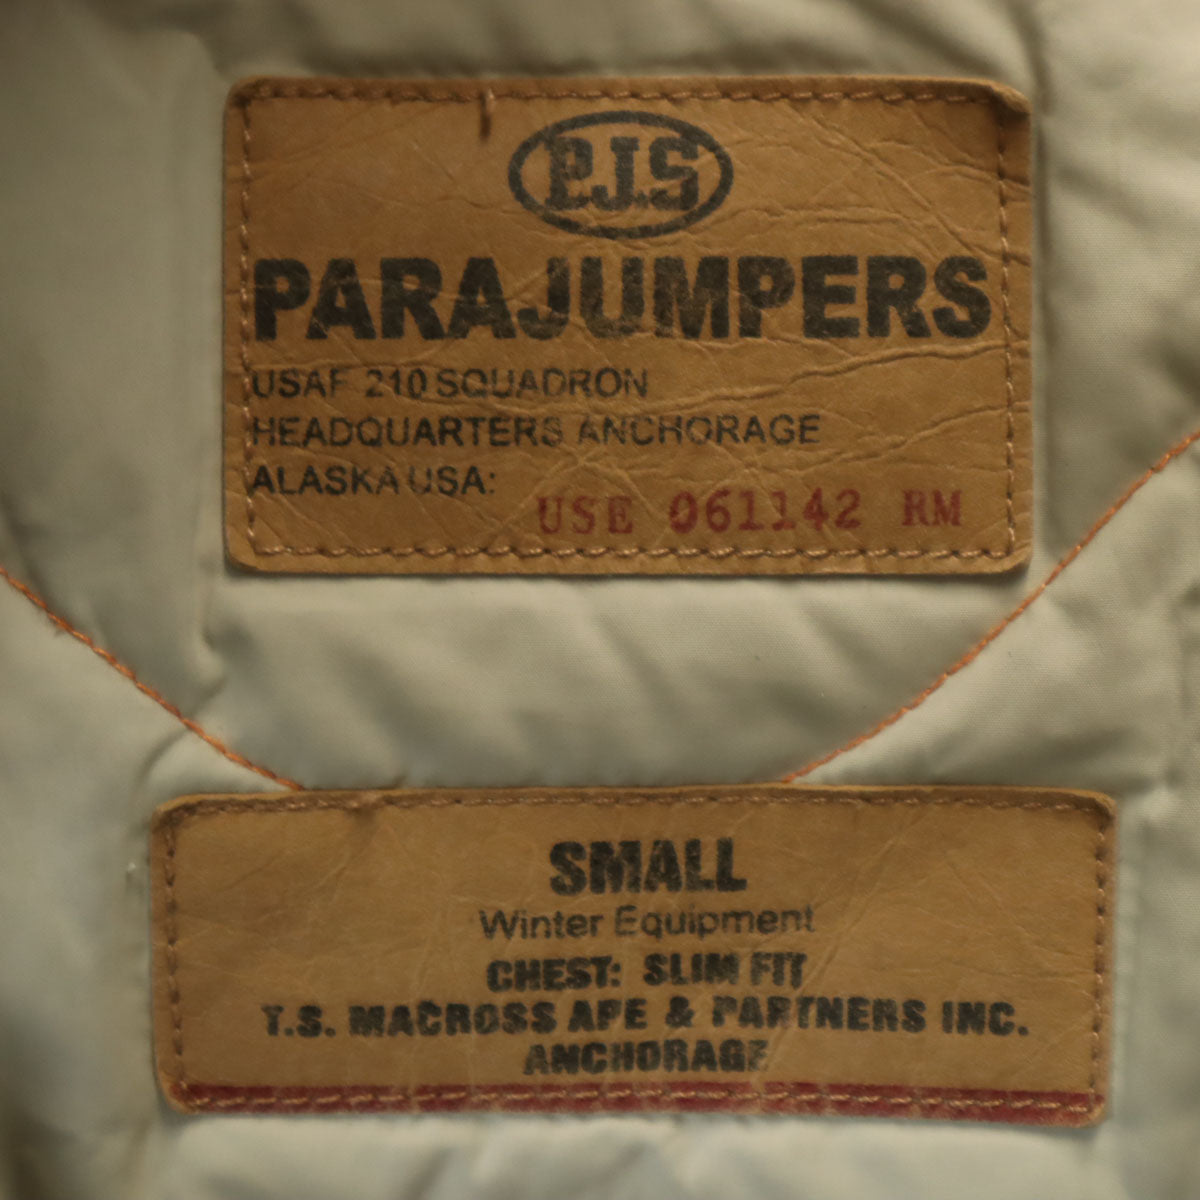 P.J.S
PARAJUMPERS
USAF 210 SQUADRON
HEADQUARTERS ANCHORAGE
ALASKA USA:
USE 061142 RM
SMALL
Winter Equipment
CHEST: SLIM FIT
T.S. MACROSS APE & PARTNERS INC.
ANCHORAGE